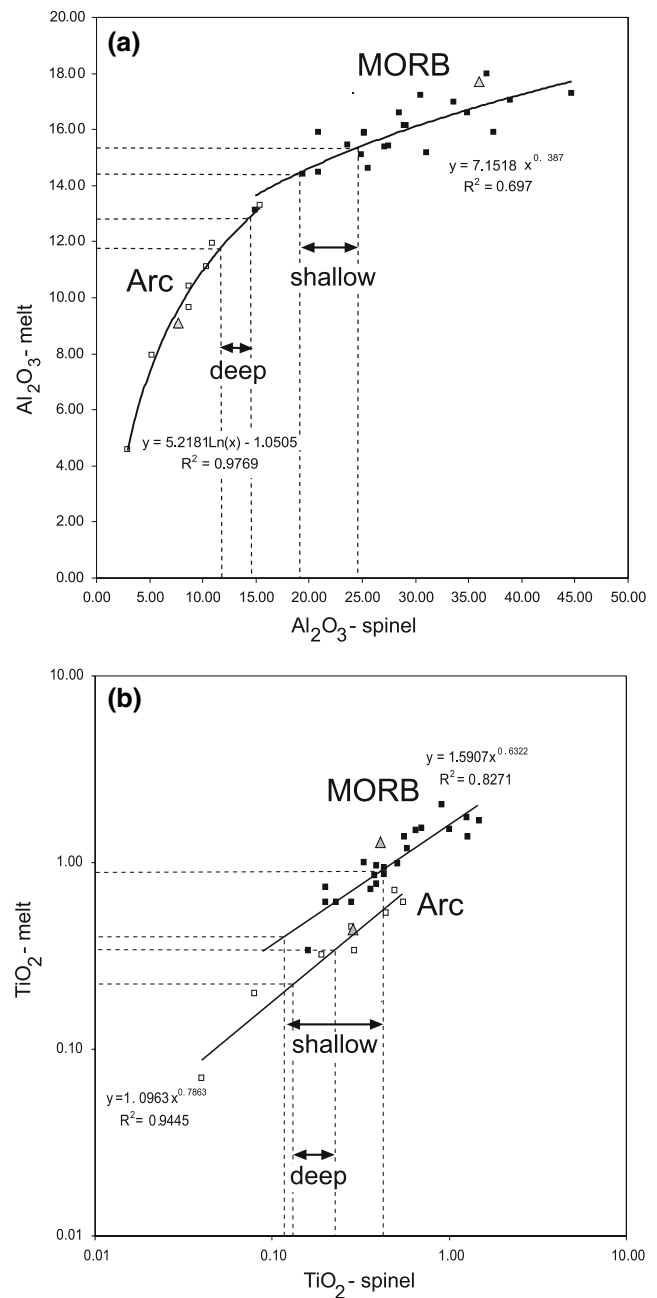 20.00
(a)
MORB
18.00
16.00
14.00
y = 7.1518 x^0.387
R² = 0.697
12.00
shallow
Arc
10.00
Al₂O₃- melt
8.00
deep
6.00
y = 5.2181Ln(x) - 1.0505
R² = 0.9769
4.00
2.00
0.00
0.00 5.00 10.00 15.00 20.00 25.00 30.00 35.00 40.00 45.00 50.00
Al₂O₃- spinel
10.00
(b)
y = 1.5907x^0.6322
R² = 0.8271
MORB
1.00
Arc
TiO₂- melt
shallow
0.10
y=1.0963x^0.7863
R² = 0.9445
deep
0.01
0.01 0.10 1.00 10.00
TiO₂- spinel